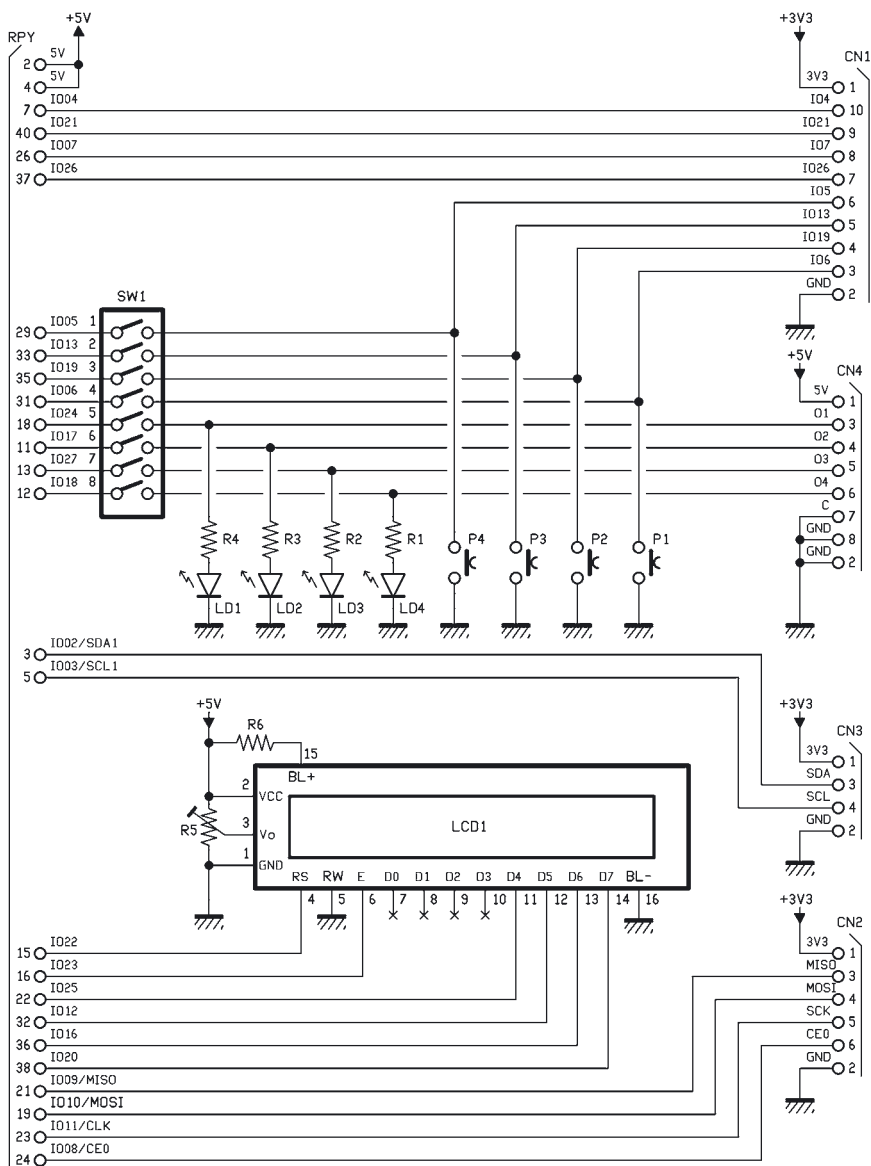 +5V +3V3
RPY CN1
2 5V
4 5V 3V3 1
7 IO04 IO4 10
40 IO21 IO21 9
26 IO07 IO7 8
37 IO26 IO26 7
IO5 6
IO13 5
IO19 4
IO6 3
SW1 GND 2
29 IO05 1
33 IO13 2 +5V
35 IO19 3 CN4
31 IO06 4 5V 1
18 IO24 5 O1 3
11 IO17 6 O2 4
13 IO27 7 O3 5
12 IO18 8 O4 6
C 7
R4 R3 R2 R1 P4 P3 P2 P1 GND 8
GND 2
LD1 LD2 LD3 LD4
3 IO02/SDA1
5 IO03/SCL1
+5V +3V3
R6 CN3
15 3V3 1
BL+ SDA 3
2 VCC SCL 4
R5 3 Vo LCD1 GND 2
1 GND
RS RW E D0 D1 D2 D3 D4 D5 D6 D7 BL-
4 5 6 7 8 9 10 11 12 13 14 16
+3V3
CN2
15 IO22 3V3 1
16 IO23 MISO 3
22 IO25 MOSI 4
32 IO12 SCK 5
36 IO16 CE0 6
38 IO20 GND 2
21 IO09/MISO
19 IO10/MOSI
23 IO11/CLK
24 IO08/CE0